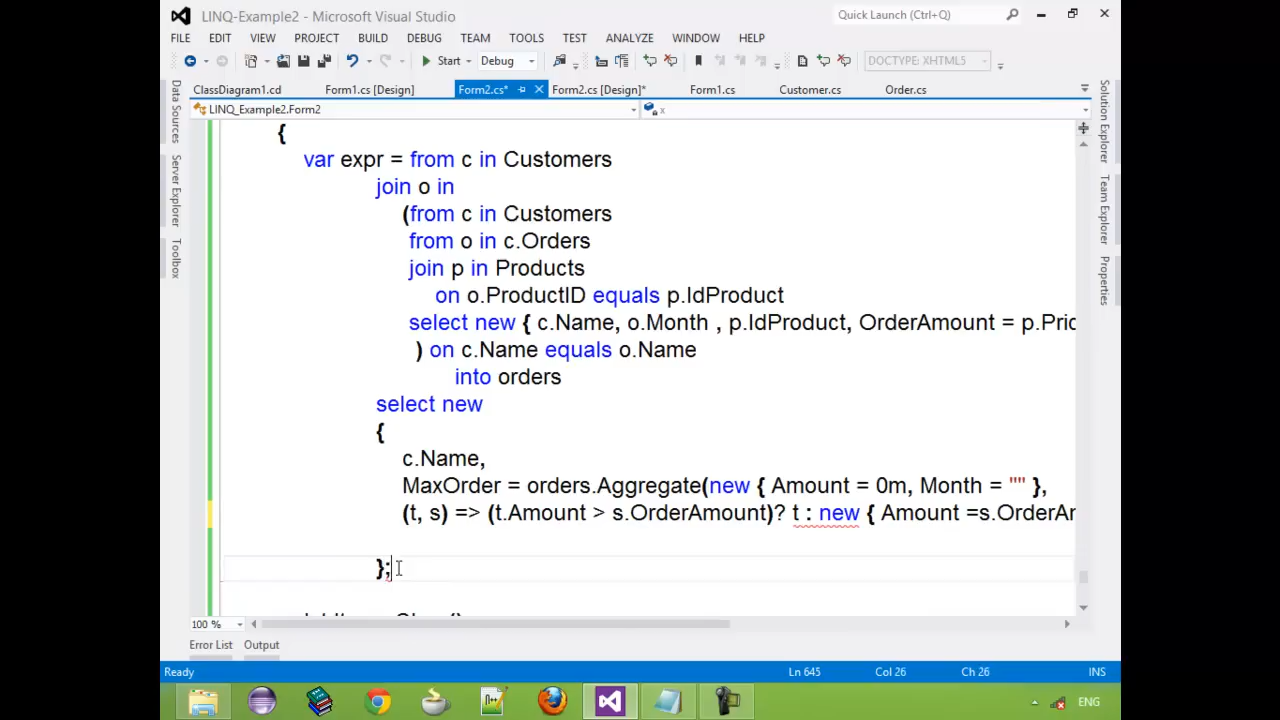 LINQ-Example2 - Microsoft Visual Studio
Quick Launch (Ctrl+Q)
FILE EDIT VIEW PROJECT BUILD DEBUG TEAM TOOLS TEST ANALYZE WINDOW HELP
Start Debug DOCTYPE: XHTML5
ClassDiagram1.cd Form1.cs [Design] Form2.cs* Form2.cs [Design]* Form1.cs Customer.cs Order.cs
LINQ_Example2.Form2 x
Data Sources
Server Explorer
Toolbox
Solution Explorer
Team Explorer
Properties
{
var expr = from c in Customers
join o in
(from c in Customers
from o in c.Orders
join p in Products
on o.ProductID equals p.IdProduct
select new { c.Name, o.Month , p.IdProduct, OrderAmount = p.Pric
) on c.Name equals o.Name
into orders
select new
{
c.Name,
MaxOrder = orders.Aggregate(new { Amount = 0m, Month = "" },
(t, s) => (t.Amount > s.OrderAmount)? t : new { Amount =s.OrderAm
};
100 %
Error List Output
Ready Ln 645 Col 26 Ch 26 INS
ENG